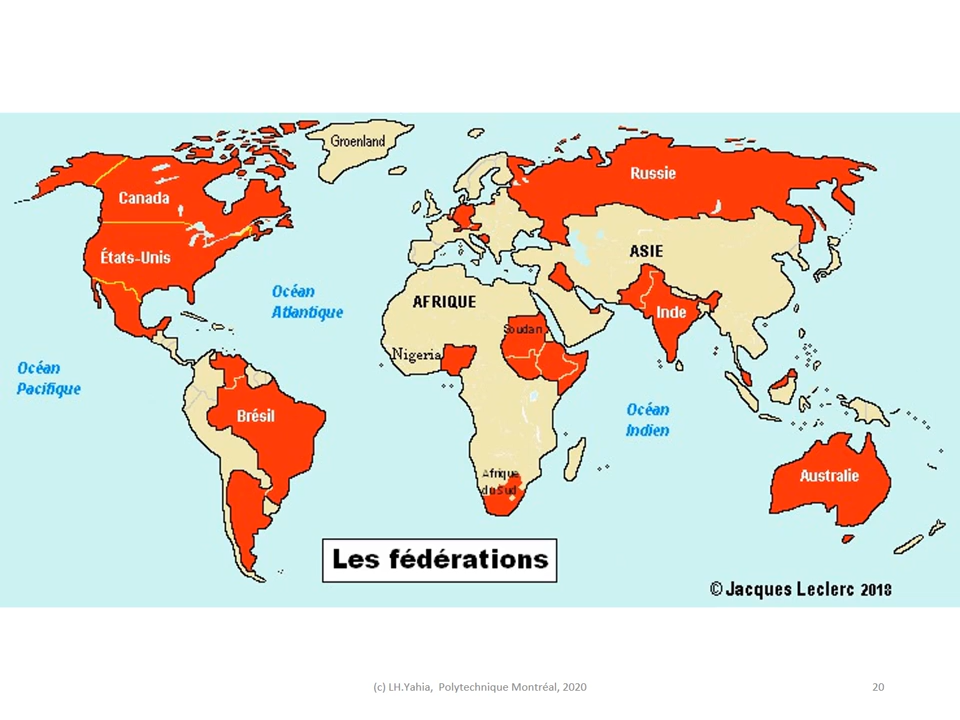 Groenland
Canada
Russie
États-Unis
ASIE
Océan
Atlantique
AFRIQUE
Inde
Soudan
Nigeria
Océan
Pacifique
Brésil
Océan
Indien
Afrique
du Sud
Australie
Les fédérations
© Jacques Leclerc 2018
(c) LH.Yahia, Polytechnique Montréal, 2020
20